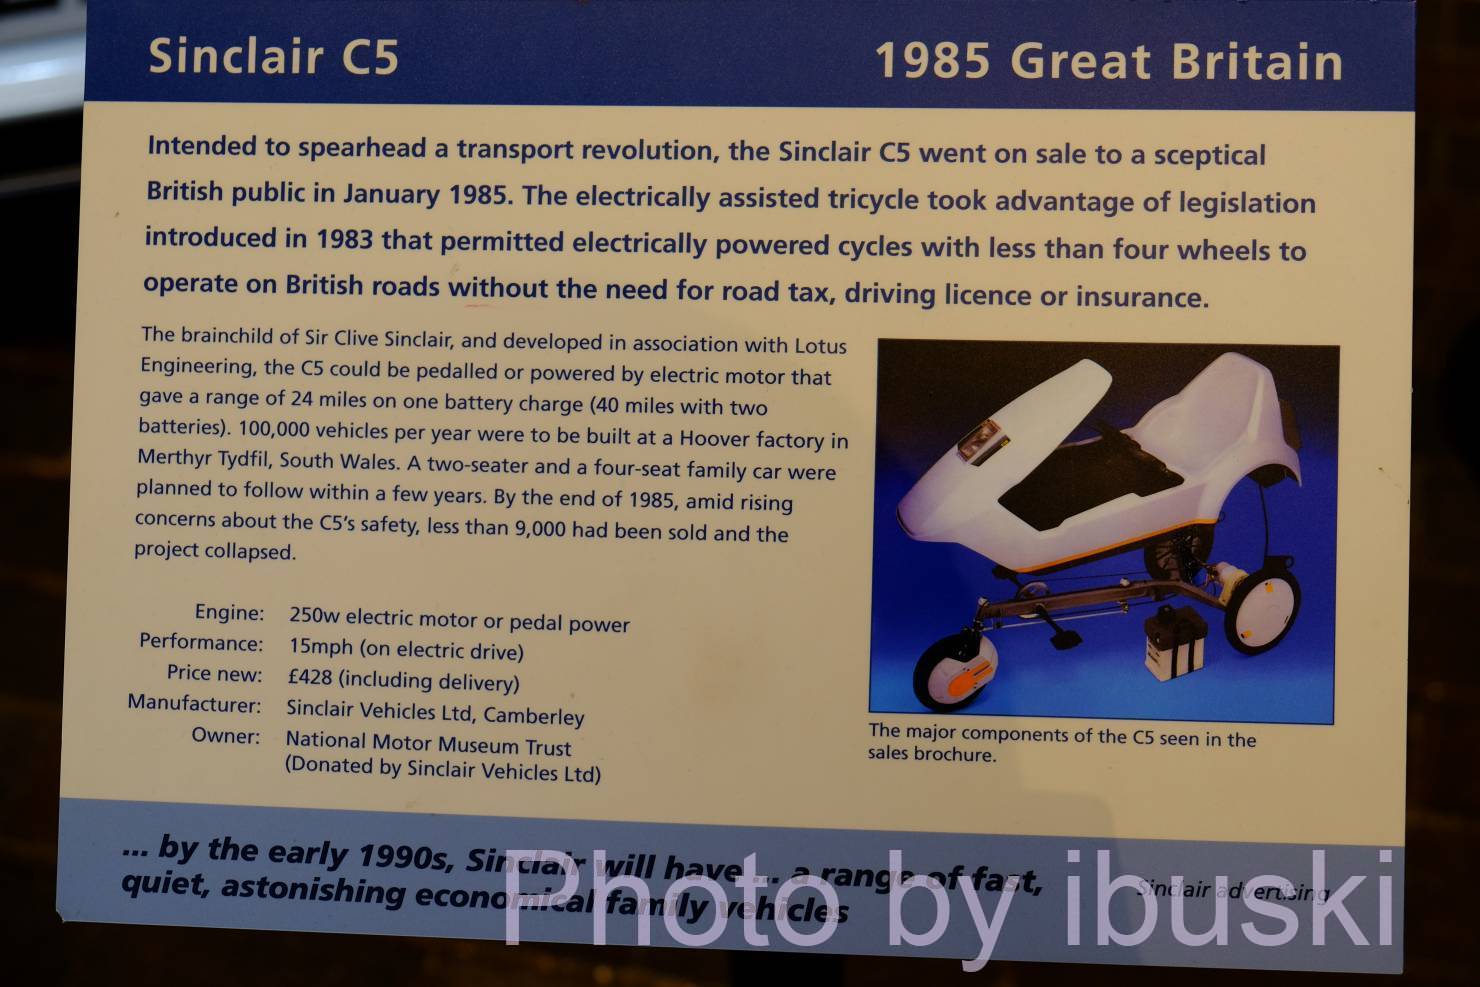 Sinclair C5
1985 Great Britain
Intended to spearhead a transport revolution, the Sinclair C5 went on sale to a sceptical
British public in January 1985. The electrically assisted tricycle took advantage of legislation
introduced in 1983 that permitted electrically powered cycles with less than four wheels to
operate on British roads without the need for road tax, driving licence or insurance.
The brainchild of Sir Clive Sinclair, and developed in association with Lotus
Engineering, the C5 could be pedalled or powered by electric motor that
gave a range of 24 miles on one battery charge (40 miles with two
batteries). 100,000 vehicles per year were to be built at a Hoover factory in
Merthyr Tydfil, South Wales. A two-seater and a four-seat family car were
planned to follow within a few years. By the end of 1985, amid rising
concerns about the C5's safety, less than 9,000 had been sold and the
project collapsed.
Engine: 250w electric motor or pedal power
Performance: 15mph (on electric drive)
Price new: £428 (including delivery)
Manufacturer: Sinclair Vehicles Ltd, Camberley
Owner: National Motor Museum Trust
(Donated by Sinclair Vehicles Ltd)
The major components of the C5 seen in the
sales brochure.
... by the early 1990s, Sinclair will have ... a range of fast,
quiet, astonishing economical family vehicles
Sinclair advertising
Photo by ibuski